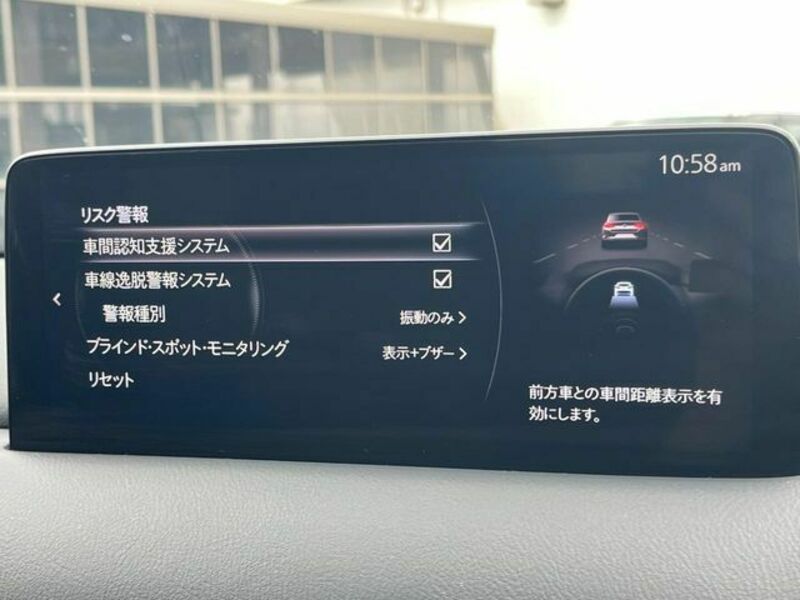 10:58am
リスク警報
車間認知支援システム
車線逸脱警報システム
警報種別
振動のみ
ブラインド・スポット・モニタリング
表示+ブザー
リセット
前方車との車間距離表示を有
効にします。